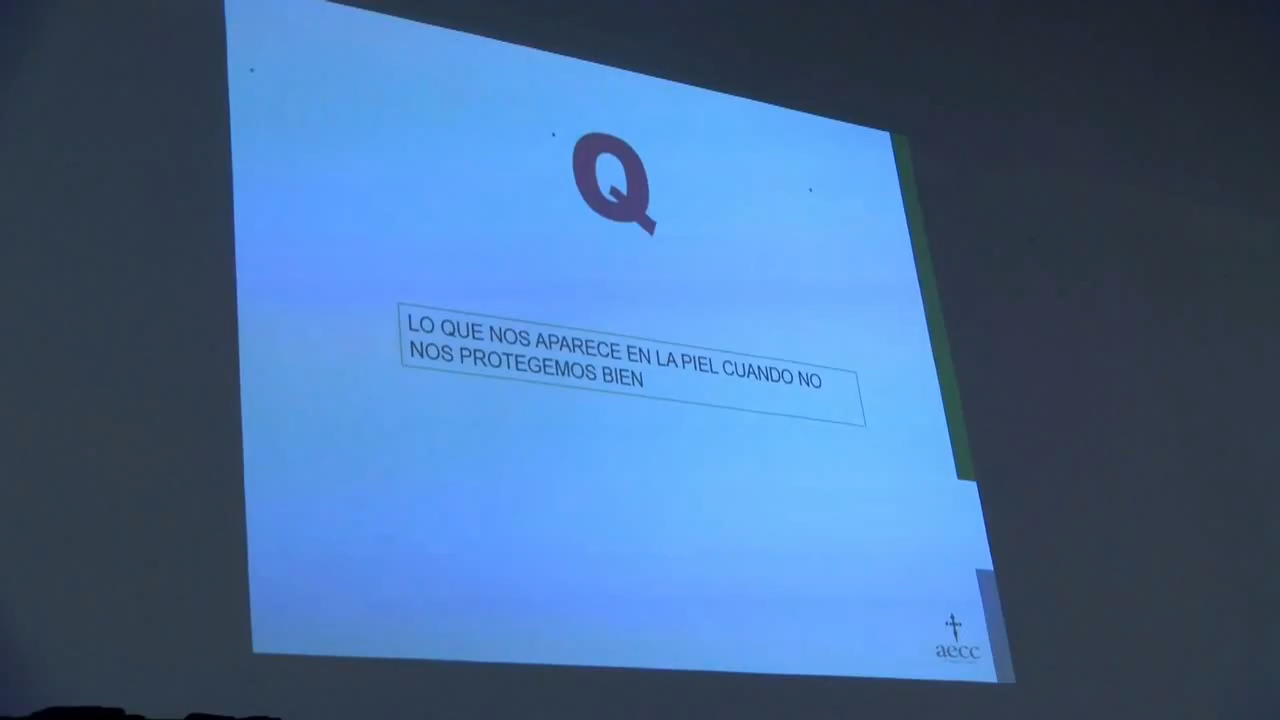 Q
LO QUE NOS APARECE EN LA PIEL CUANDO NO
NOS PROTEGEMOS BIEN
aecc